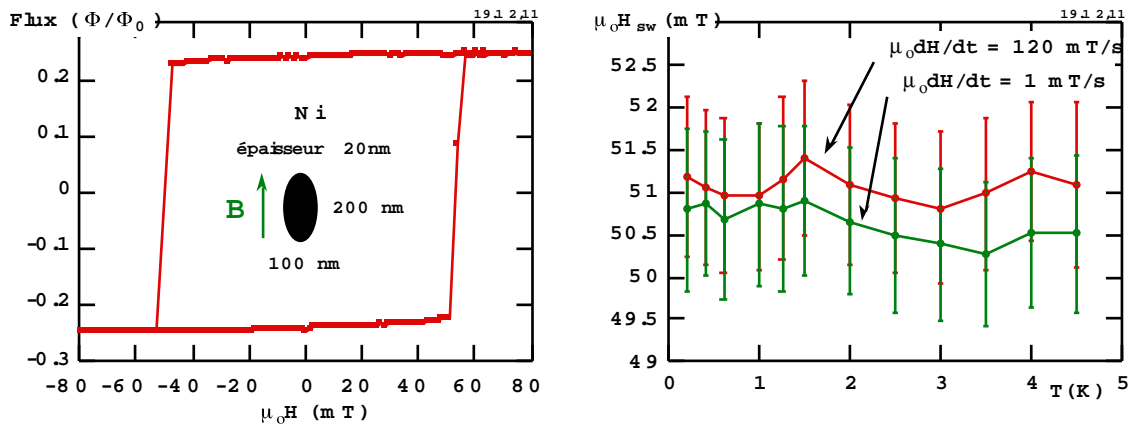 Flux (Φ/Φ0)
19.12,11
0.2
0.1
0
-0.1
-0.2
-0.3
Ni
épaisseur 20nm
B
200 nm
100 nm
-80 -60 -40 -20 0 20 40 60 80
μoH (mT)
μoHsw(mT)
19.12,11
μodH/dt = 120 mT/s
μodH/dt = 1 mT/s
52.5
52
51.5
51
50.5
50
49.5
49
0 1 2 3 4 5
T(K)